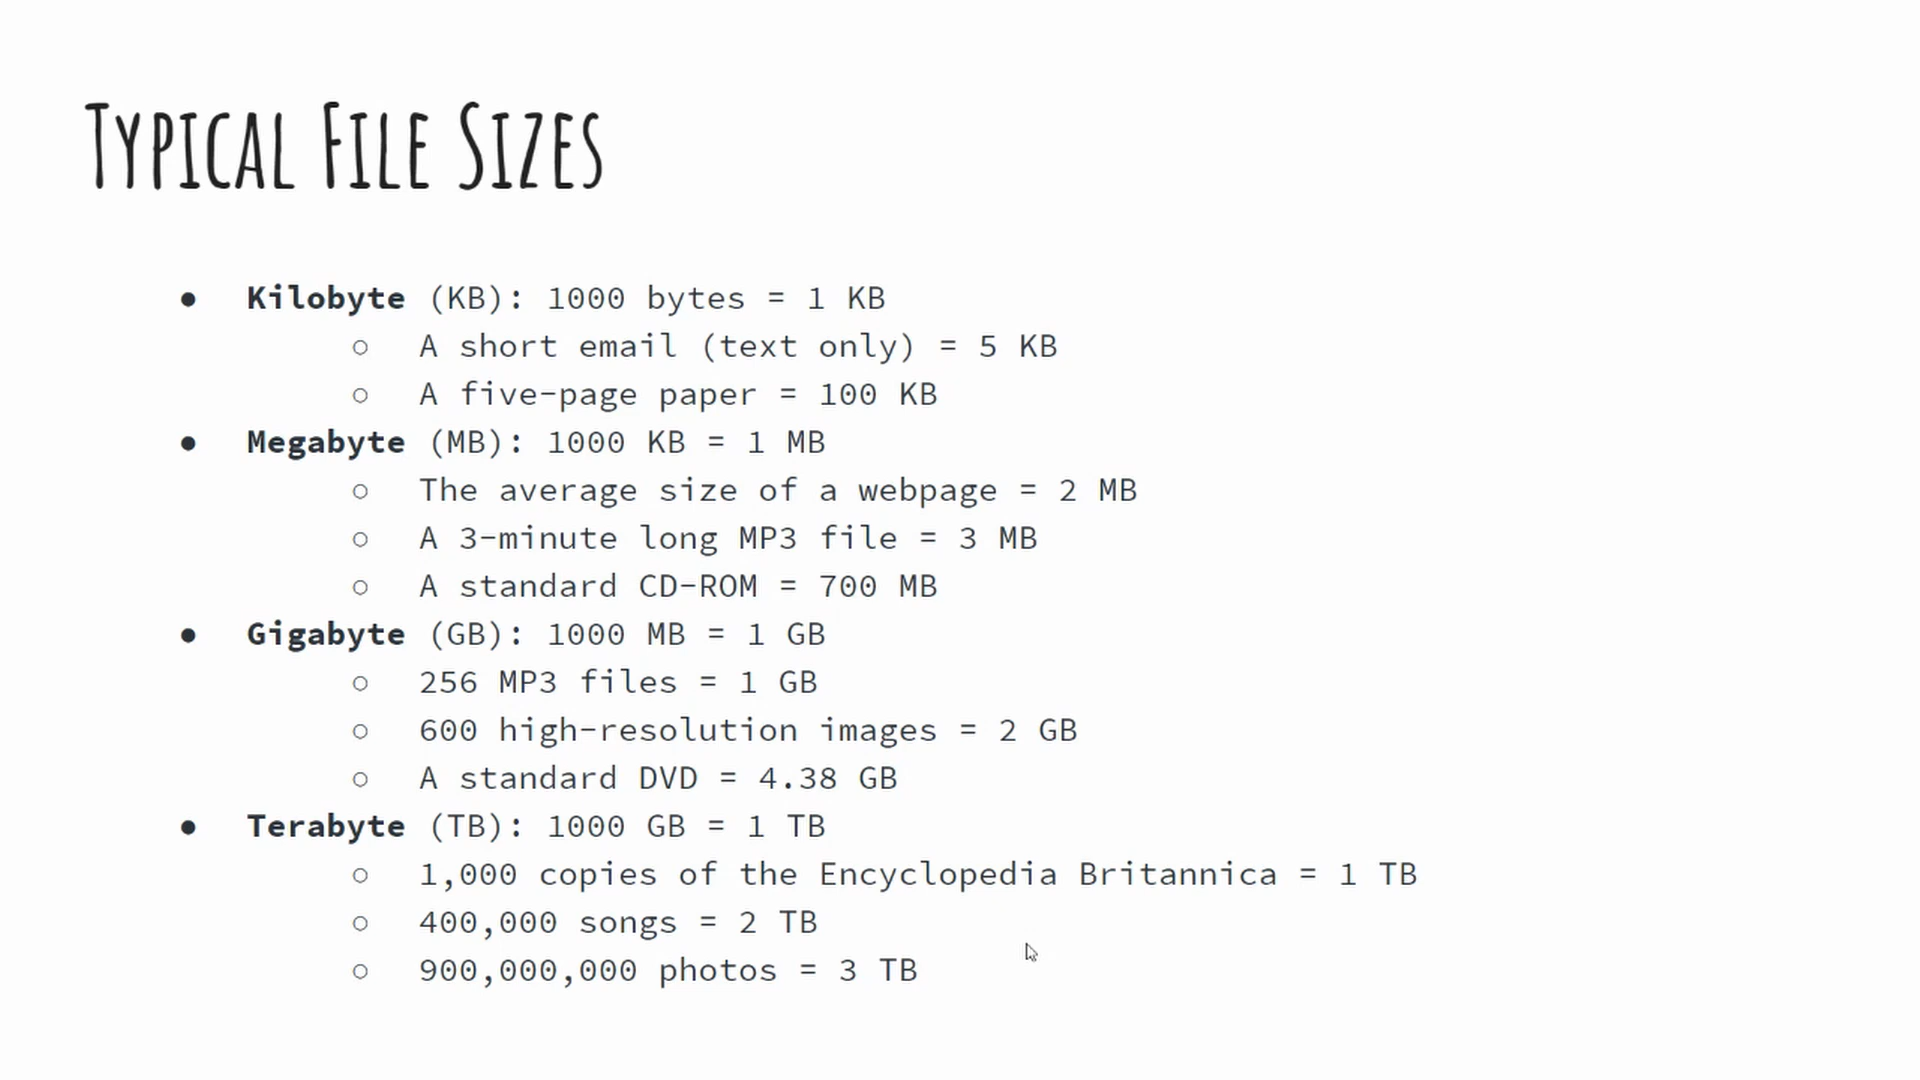 Typical File Sizes
● Kilobyte (KB): 1000 bytes = 1 KB
○ A short email (text only) = 5 KB
○ A five-page paper = 100 KB
● Megabyte (MB): 1000 KB = 1 MB
○ The average size of a webpage = 2 MB
○ A 3-minute long MP3 file = 3 MB
○ A standard CD-ROM = 700 MB
● Gigabyte (GB): 1000 MB = 1 GB
○ 256 MP3 files = 1 GB
○ 600 high-resolution images = 2 GB
○ A standard DVD = 4.38 GB
● Terabyte (TB): 1000 GB = 1 TB
○ 1,000 copies of the Encyclopedia Britannica = 1 TB
○ 400,000 songs = 2 TB
○ 900,000,000 photos = 3 TB